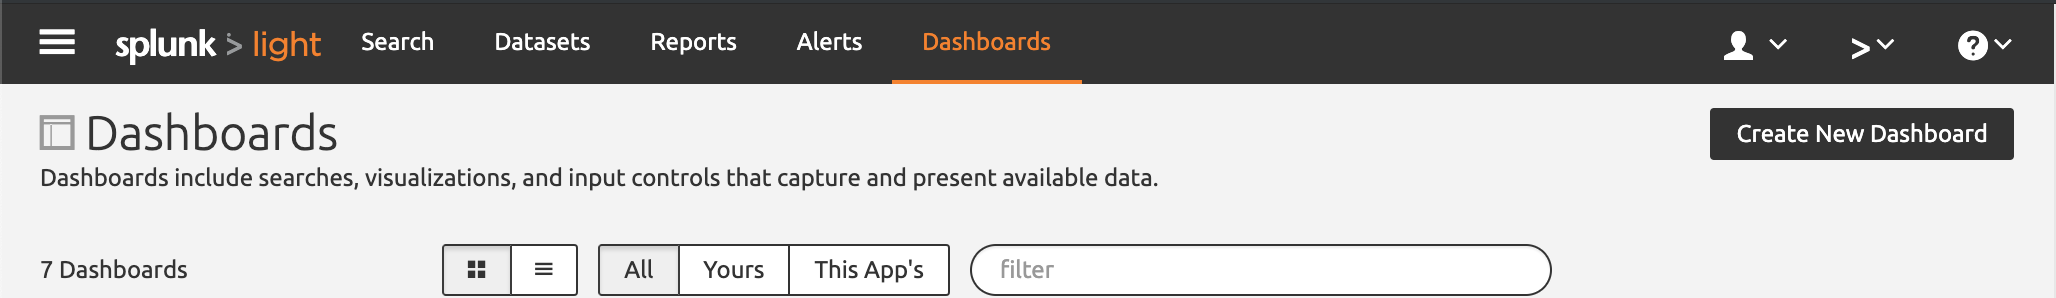 splunk> light Search Datasets Reports Alerts Dashboards >
Dashboards Create New Dashboard
Dashboards include searches, visualizations, and input controls that capture and present available data.
7 Dashboards All Yours This App's filter